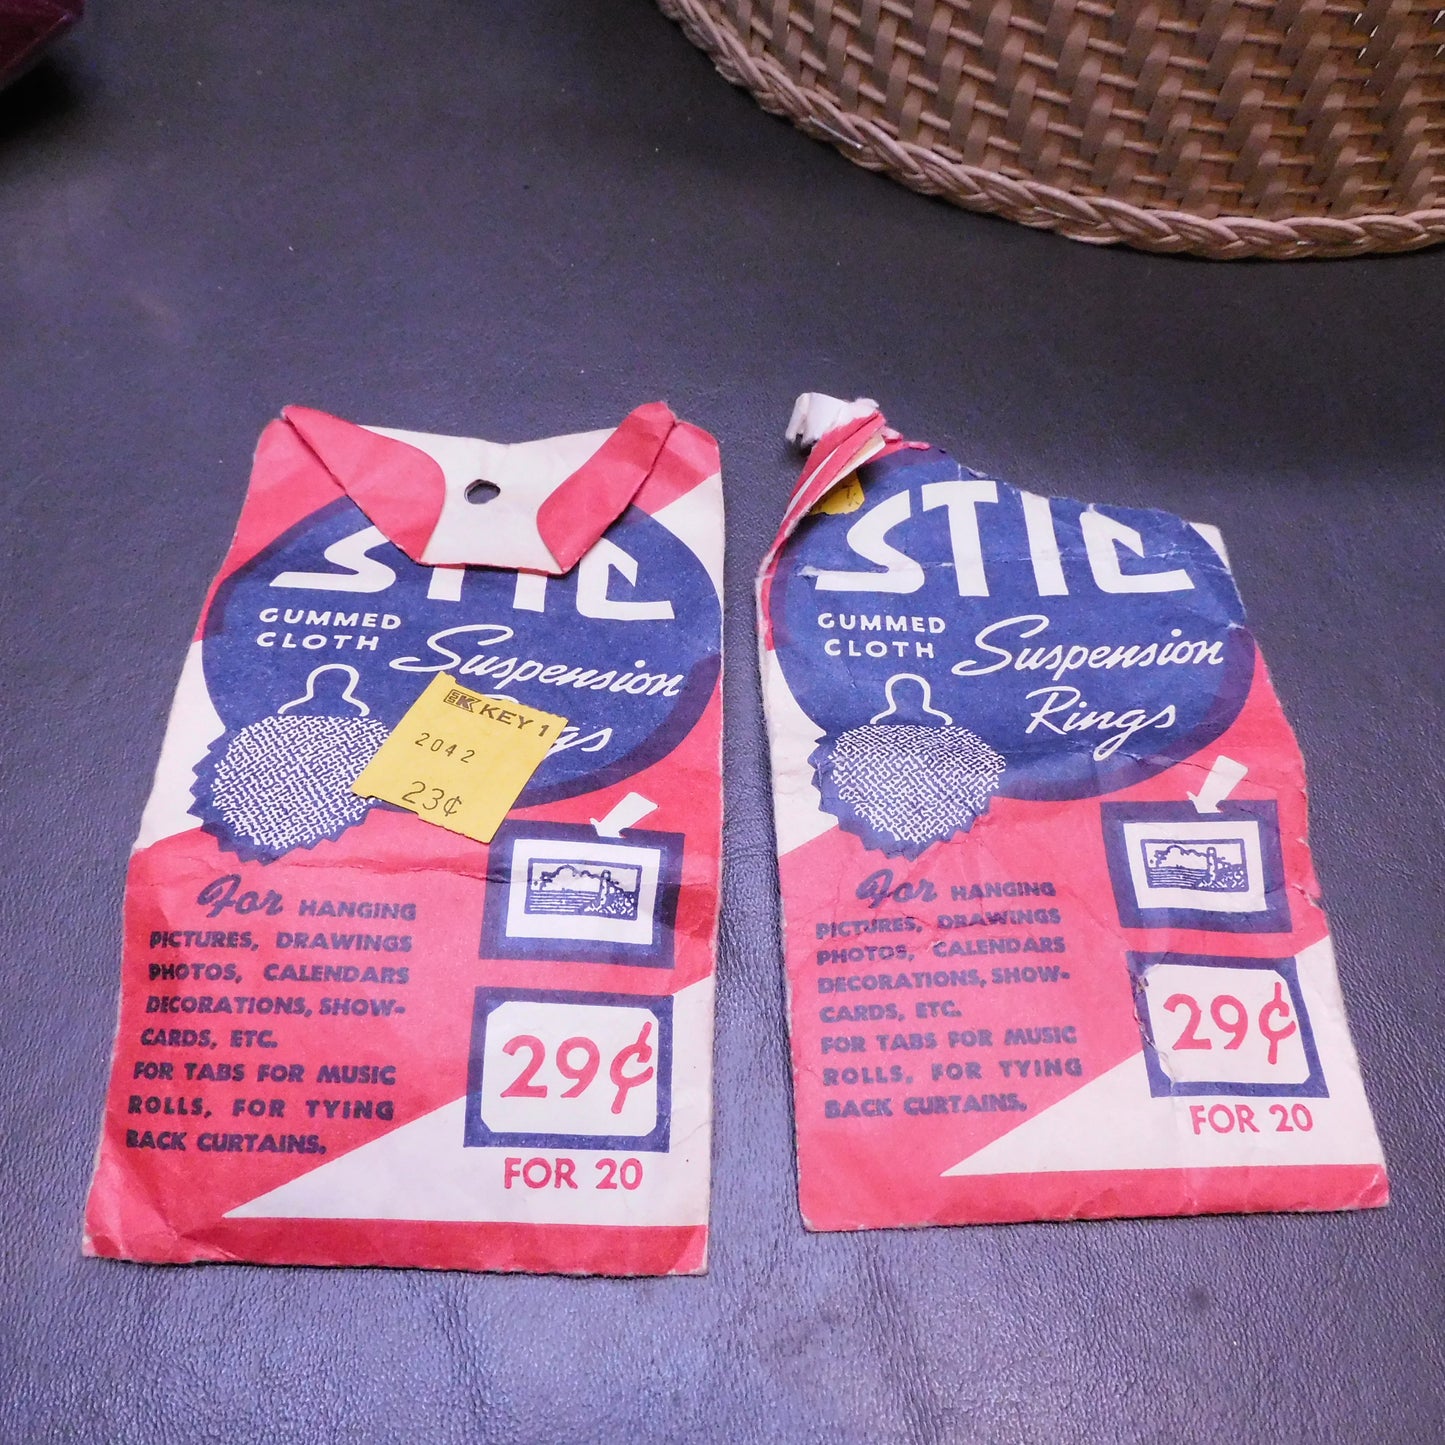 STIC
GUMMED
CLOTH
Suspension
KEY 1
2042
23¢
For HANGING
PICTURES, DRAWINGS
PHOTOS, CALENDARS
DECORATIONS, SHOW-
CARDS, ETC.
FOR TABS FOR MUSIC
ROLLS, FOR TYING
BACK CURTAINS.
29¢
FOR 20
STIC
GUMMED
CLOTH
Suspension
Rings
For HANGING
PICTURES, DRAWINGS
PHOTOS, CALENDARS
DECORATIONS, SHOW-
CARDS, ETC.
FOR TABS FOR MUSIC
ROLLS, FOR TYING
BACK CURTAINS.
29¢
FOR 20